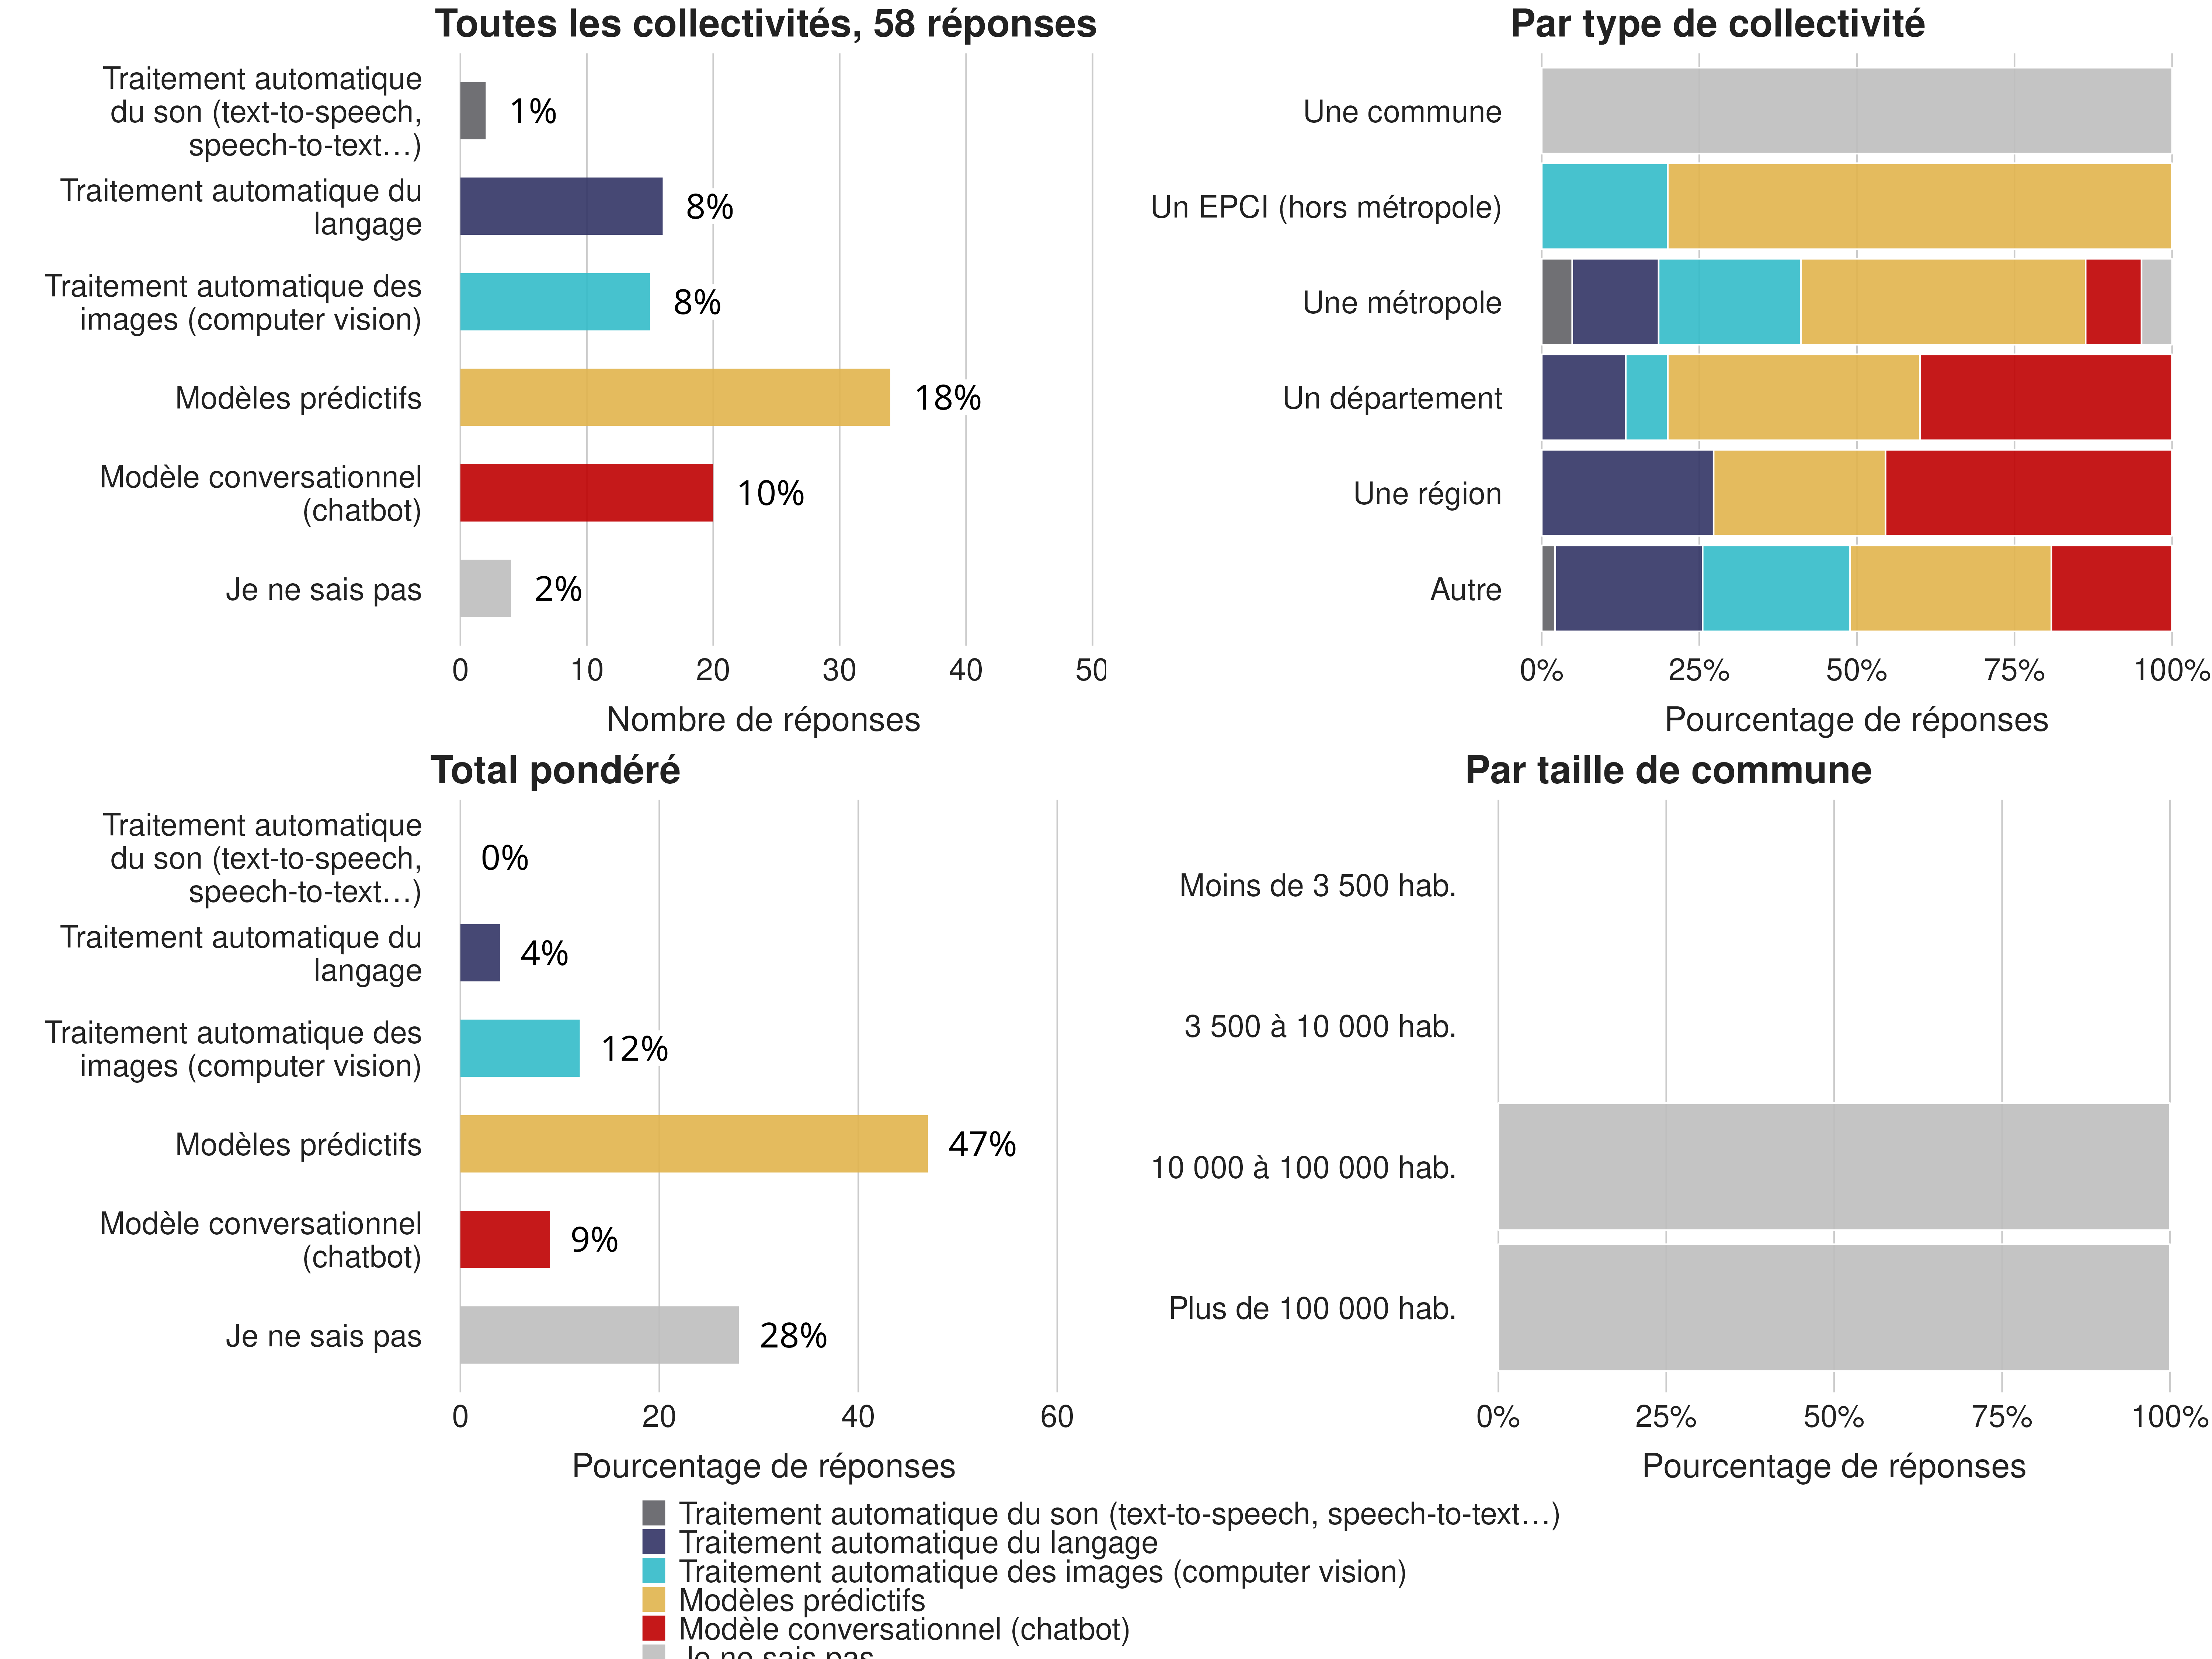 Toutes les collectivités, 58 réponses
Traitement automatique
du son (text-to-speech,
speech-to-text…)
1%
Traitement automatique du
langage
8%
Traitement automatique des
images (computer vision)
8%
Modèles prédictifs
18%
Modèle conversationnel
(chatbot)
10%
Je ne sais pas
2%
0 10 20 30 40 50
Nombre de réponses
Par type de collectivité
Une commune
Un EPCI (hors métropole)
Une métropole
Un département
Une région
Autre
0% 25% 50% 75% 100%
Pourcentage de réponses
Total pondéré
Traitement automatique
du son (text-to-speech,
speech-to-text…)
0%
Traitement automatique du
langage
4%
Traitement automatique des
images (computer vision)
12%
Modèles prédictifs
47%
Modèle conversationnel
(chatbot)
9%
Je ne sais pas
28%
0 20 40 60
Pourcentage de réponses
Par taille de commune
Moins de 3 500 hab.
3 500 à 10 000 hab.
10 000 à 100 000 hab.
Plus de 100 000 hab.
0% 25% 50% 75% 100%
Pourcentage de réponses
Traitement automatique du son (text-to-speech, speech-to-text…)
Traitement automatique du langage
Traitement automatique des images (computer vision)
Modèles prédictifs
Modèle conversationnel (chatbot)
Je ne sais pas